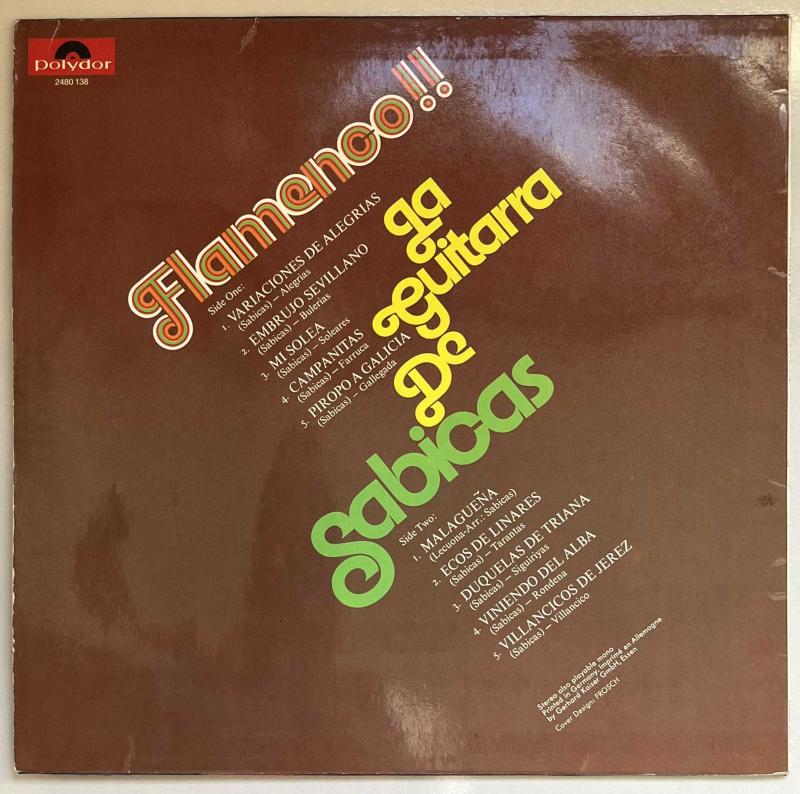 polydor
2480 138
Flamenco!!!
La
Guitarra
De
Sabicas
Side One:
1. VARIACIONES DE ALEGRIAS
(Sabicas) – Alegrias
2. EMBRUJO SEVILLANO
(Sabicas) – Bulerias
3. MI SOLEA
(Sabicas) – Soleares
4. CAMPANITAS
(Sabicas) – Farruca
5. PIROPO A GALICIA
(Sabicas) – Gallegada
Side Two:
1. MALAGUEÑA
(Lecuona-Arr.: Sabicas)
2. ECOS DE LINARES
(Sabicas) – Tarantas
3. DUQUELAS DE TRIANA
(Sabicas) – Siguiriyas
4. VINIENDO DEL ALBA
(Sabicas) – Rondena
5. VILLANCICOS DE JEREZ
(Sabicas) – Villancico
Stereo also playable mono
Printed in Germany. Imprimé en Allemagne
by Gerhard Kaiser GmbH, Essen
Cover Design: FROSCH